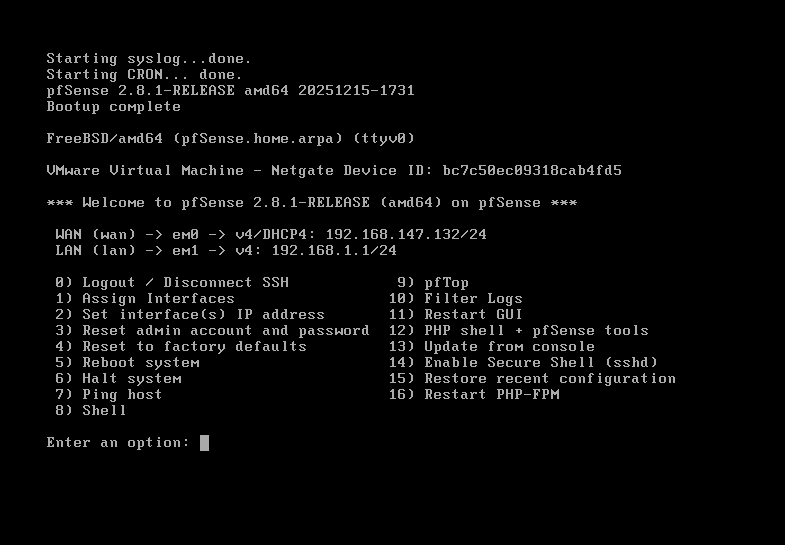 Starting syslog...done.
Starting CRON... done.
pfSense 2.8.1-RELEASE amd64 20251215-1731
Bootup complete
FreeBSD/amd64 (pfSense.home.arpa) (ttyv0)
VMware Virtual Machine - Netgate Device ID: bc7c50ec09318cab4fd5
*** Welcome to pfSense 2.8.1-RELEASE (amd64) on pfSense ***
WAN (wan) -> em0 -> v4/DHCP4: 192.168.147.132/24
LAN (lan) -> em1 -> v4: 192.168.1.1/24
0) Logout / Disconnect SSH 9) pfTop
1) Assign Interfaces 10) Filter Logs
2) Set interface(s) IP address 11) Restart GUI
3) Reset admin account and password 12) PHP shell + pfSense tools
4) Reset to factory defaults 13) Update from console
5) Reboot system 14) Enable Secure Shell (sshd)
6) Halt system 15) Restore recent configuration
7) Ping host 16) Restart PHP-FPM
8) Shell
Enter an option: